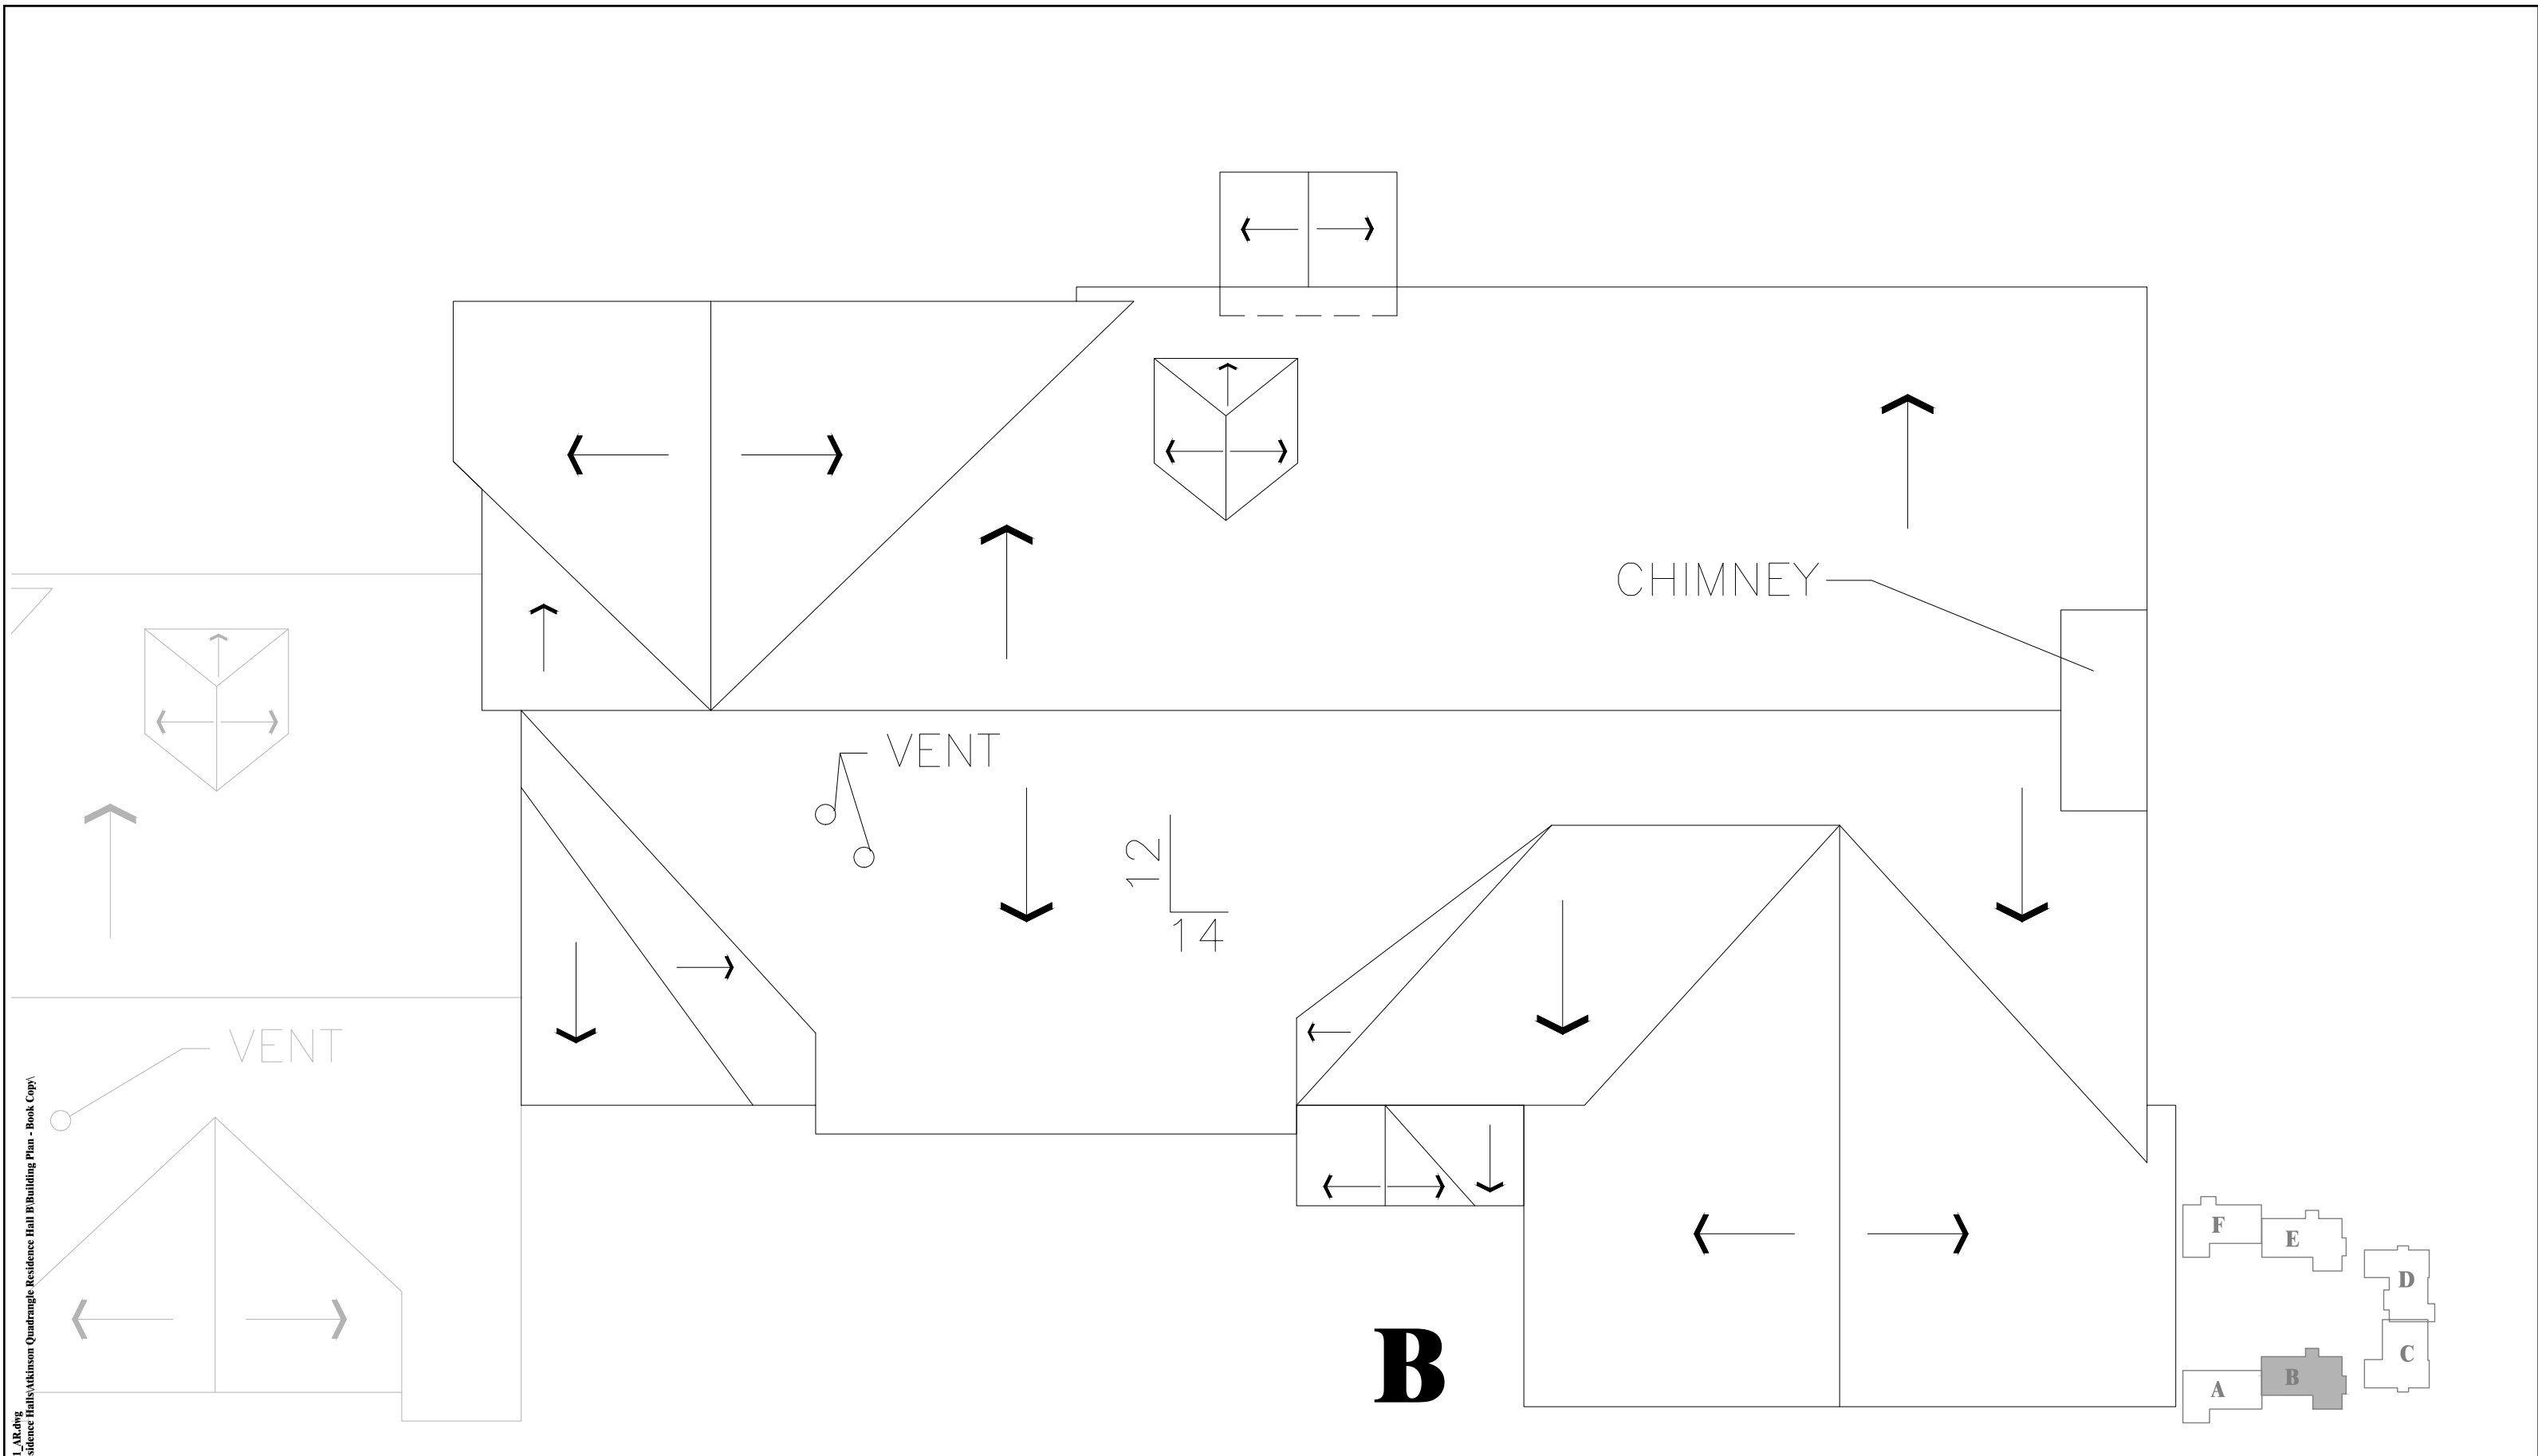 CHIMNEY
VENT
12
14
VENT
B
F
E
D
C
B
A
1_AR.dwg
sidence Halls\Atkinson Quadrangle Residence Hall B\Building Plan - Book Copy\